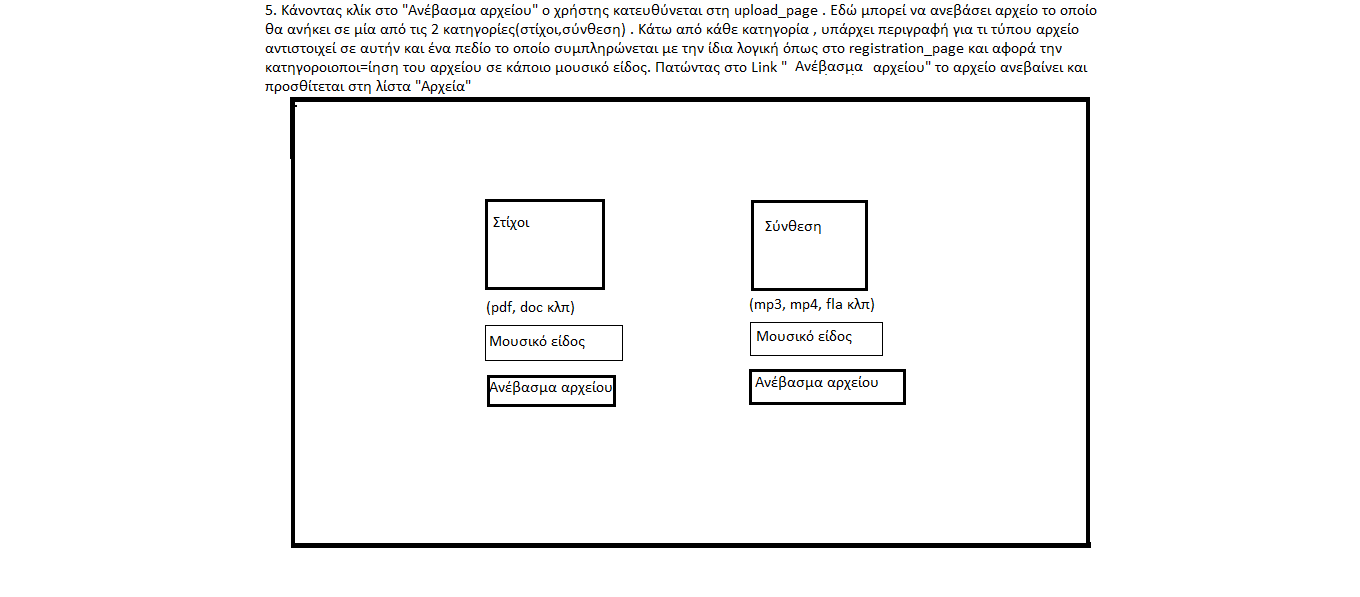 5. Κάνοντας κλίκ στο "Ανέβασμα αρχείου" ο χρήστης κατευθύνεται στη upload_page . Εδώ μπορεί να ανεβάσει αρχείο το οποίο
θα ανήκει σε μία από τις 2 κατηγορίες(στίχοι,σύνθεση) . Κάτω από κάθε κατηγορία , υπάρχει περιγραφή για τι τύπου αρχείο
αντιστοιχεί σε αυτήν και ένα πεδίο το οποίο συμπληρώνεται με την ίδια λογική όπως στο registration_page και αφορά την
κατηγοροιοποι=ίηση του αρχείου σε κάποιο μουσικό είδος. Πατώντας στο Link " Ανέβασμα αρχείου" το αρχείο ανεβαίνει και
προσθίτεται στη λίστα "Αρχεία"
Στίχοι
Σύνθεση
(pdf, doc κλπ)
(mp3, mp4, fla κλπ)
Μουσικό είδος
Μουσικό είδος
Ανέβασμα αρχείου
Ανέβασμα αρχείου